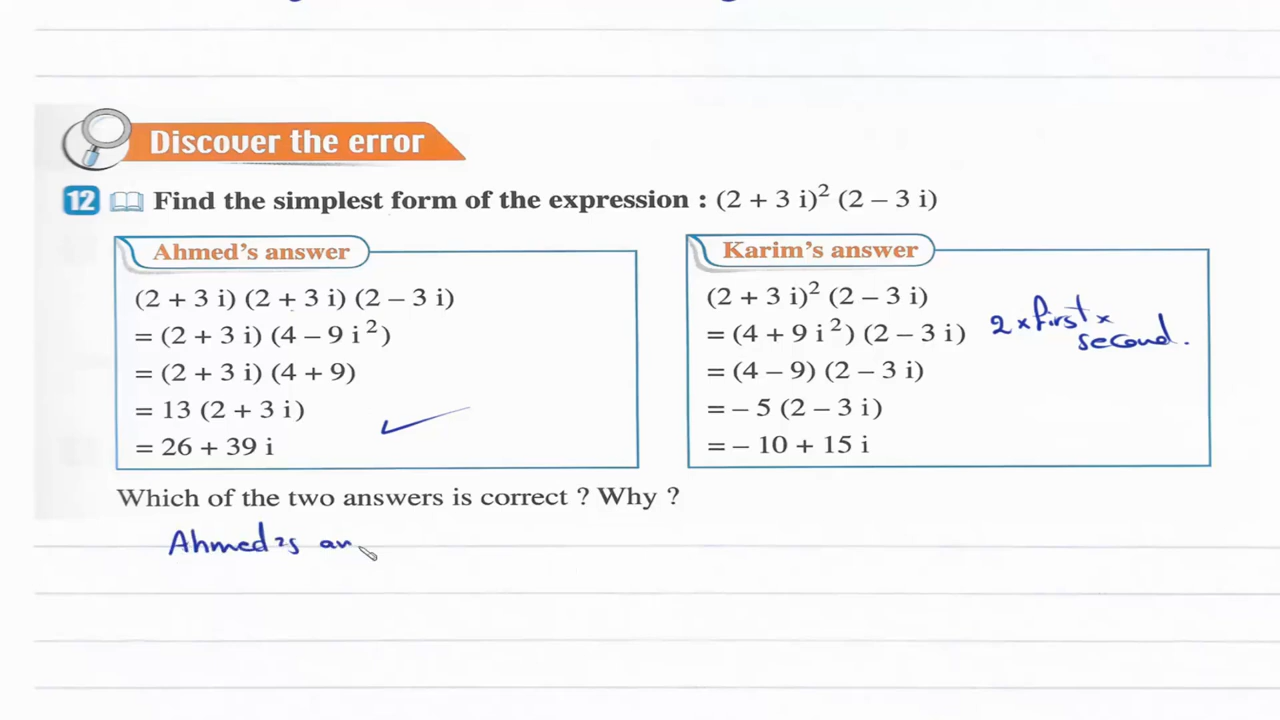 Discover the error
12 Find the simplest form of the expression : (2 + 3 i)² (2 – 3 i)
Ahmed's answer
(2 + 3 i) (2 + 3 i) (2 – 3 i)
= (2 + 3 i) (4 – 9 i²)
= (2 + 3 i) (4 + 9)
= 13 (2 + 3 i)
= 26 + 39 i
Karim's answer
(2 + 3 i)² (2 – 3 i)
= (4 + 9 i²) (2 – 3 i)
= (4 – 9) (2 – 3 i)
= – 5 (2 – 3 i)
= – 10 + 15 i
2 × first ×
second.
Which of the two answers is correct ? Why ?
Ahmed's an